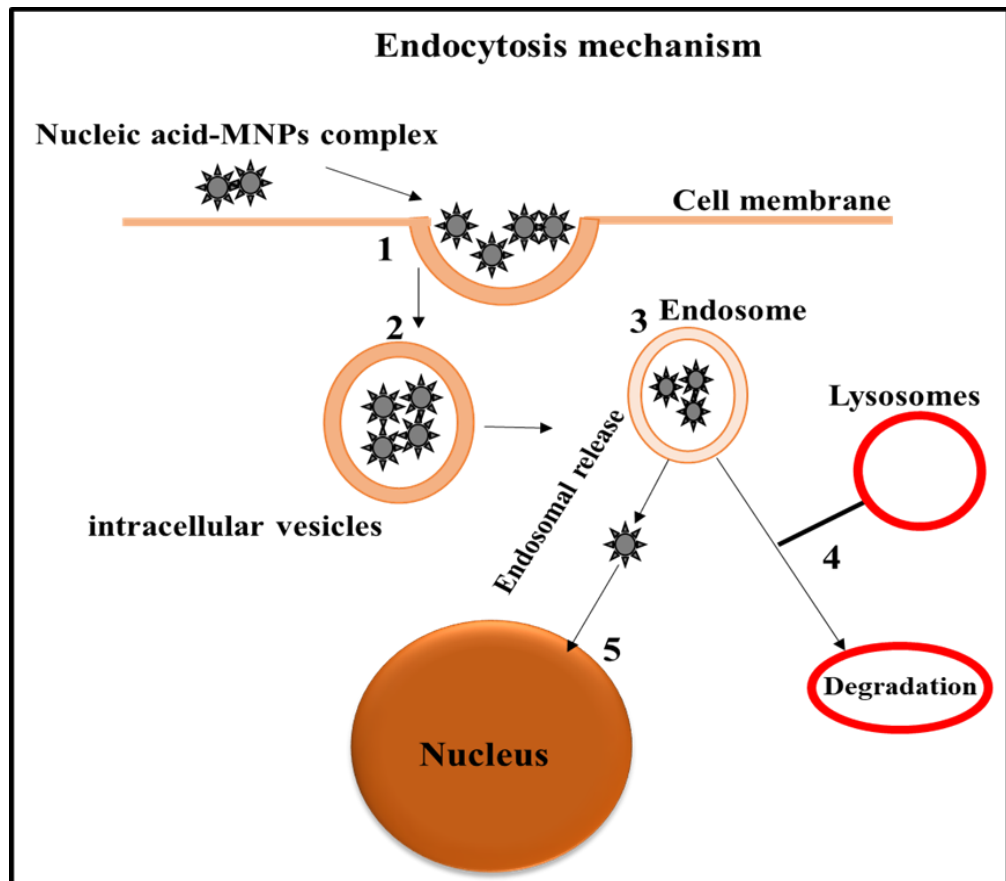 Endocytosis mechanism
Nucleic acid-MNPs complex
Cell membrane
1
2
3
Endosome
Lysosomes
intracellular vesicles
Endosomal release
4
5
Degradation
Nucleus